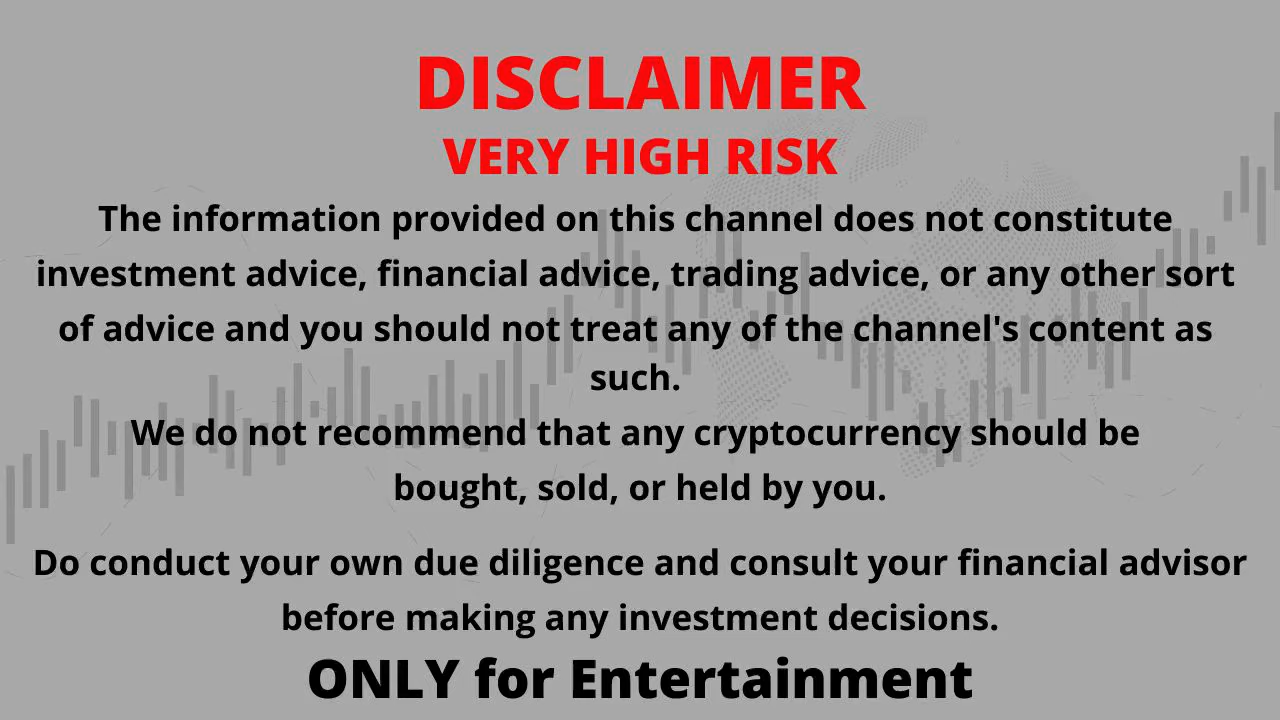 DISCLAIMER
VERY HIGH RISK
The information provided on this channel does not constitute
investment advice, financial advice, trading advice, or any other sort
of advice and you should not treat any of the channel's content as
such.
We do not recommend that any cryptocurrency should be
bought, sold, or held by you.
Do conduct your own due diligence and consult your financial advisor
before making any investment decisions.
ONLY for Entertainment